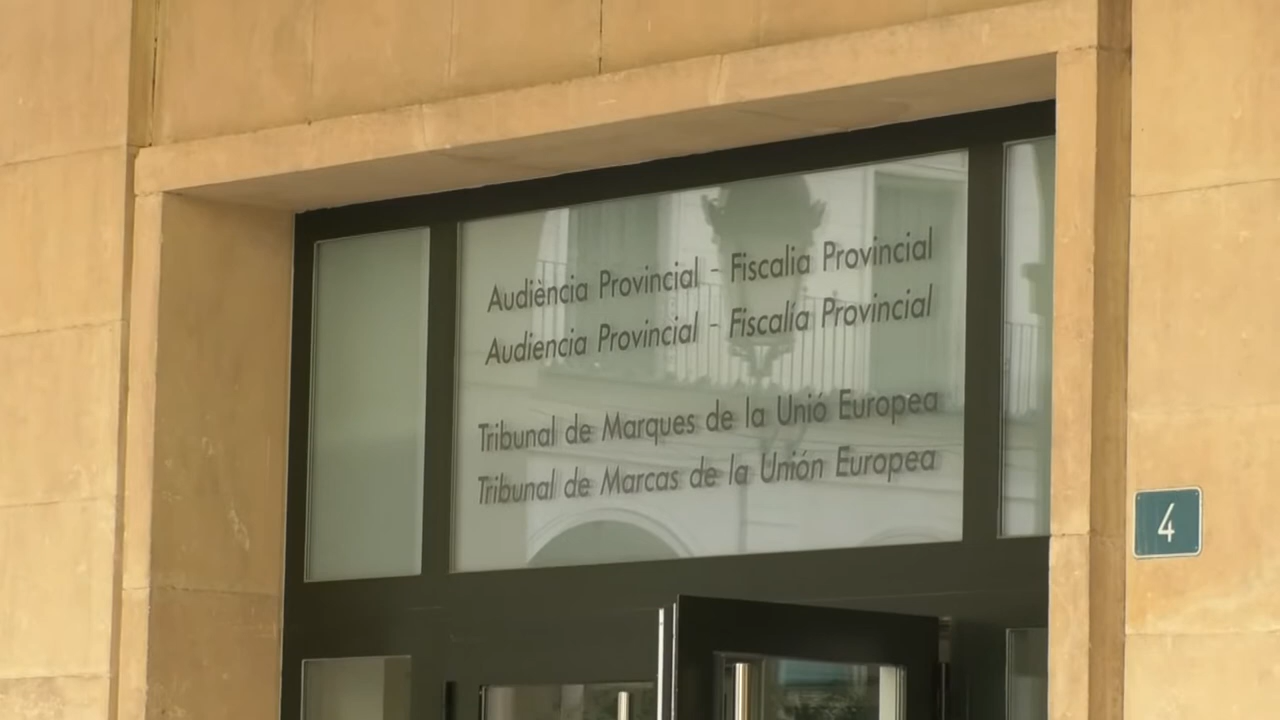 Audiència Provincial - Fiscalia Provincial
Audiencia Provincial - Fiscalía Provincial
Tribunal de Marques de la Unió Europea
Tribunal de Marcas de la Unión Europea
4